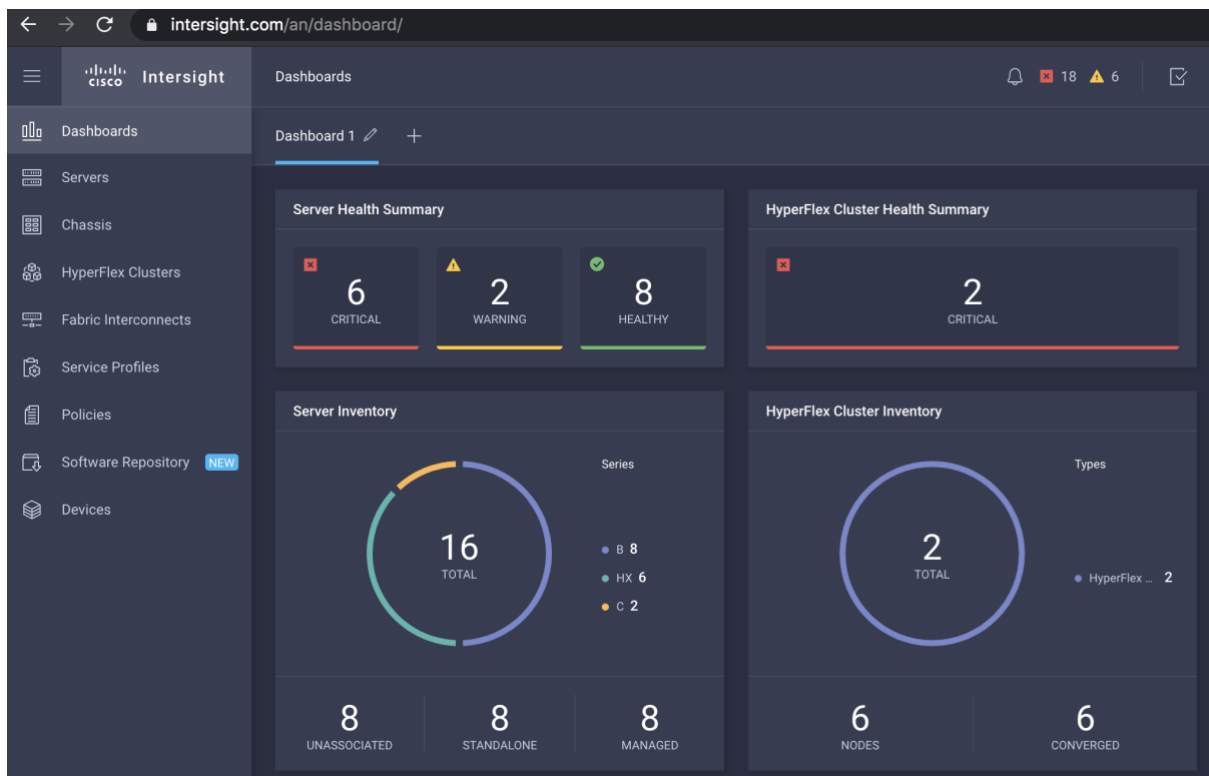 intersight.com/an/dashboard/
cisco Intersight
Dashboards
18 6
Dashboards
Servers
Chassis
HyperFlex Clusters
Fabric Interconnects
Service Profiles
Policies
Software Repository NEW
Devices
Dashboard 1 +
Server Health Summary
6
CRITICAL
2
WARNING
8
HEALTHY
HyperFlex Cluster Health Summary
2
CRITICAL
Server Inventory
16
TOTAL
Series
B 8
HX 6
C 2
8
UNASSOCIATED
8
STANDALONE
8
MANAGED
HyperFlex Cluster Inventory
2
TOTAL
Types
HyperFlex ... 2
6
NODES
6
CONVERGED